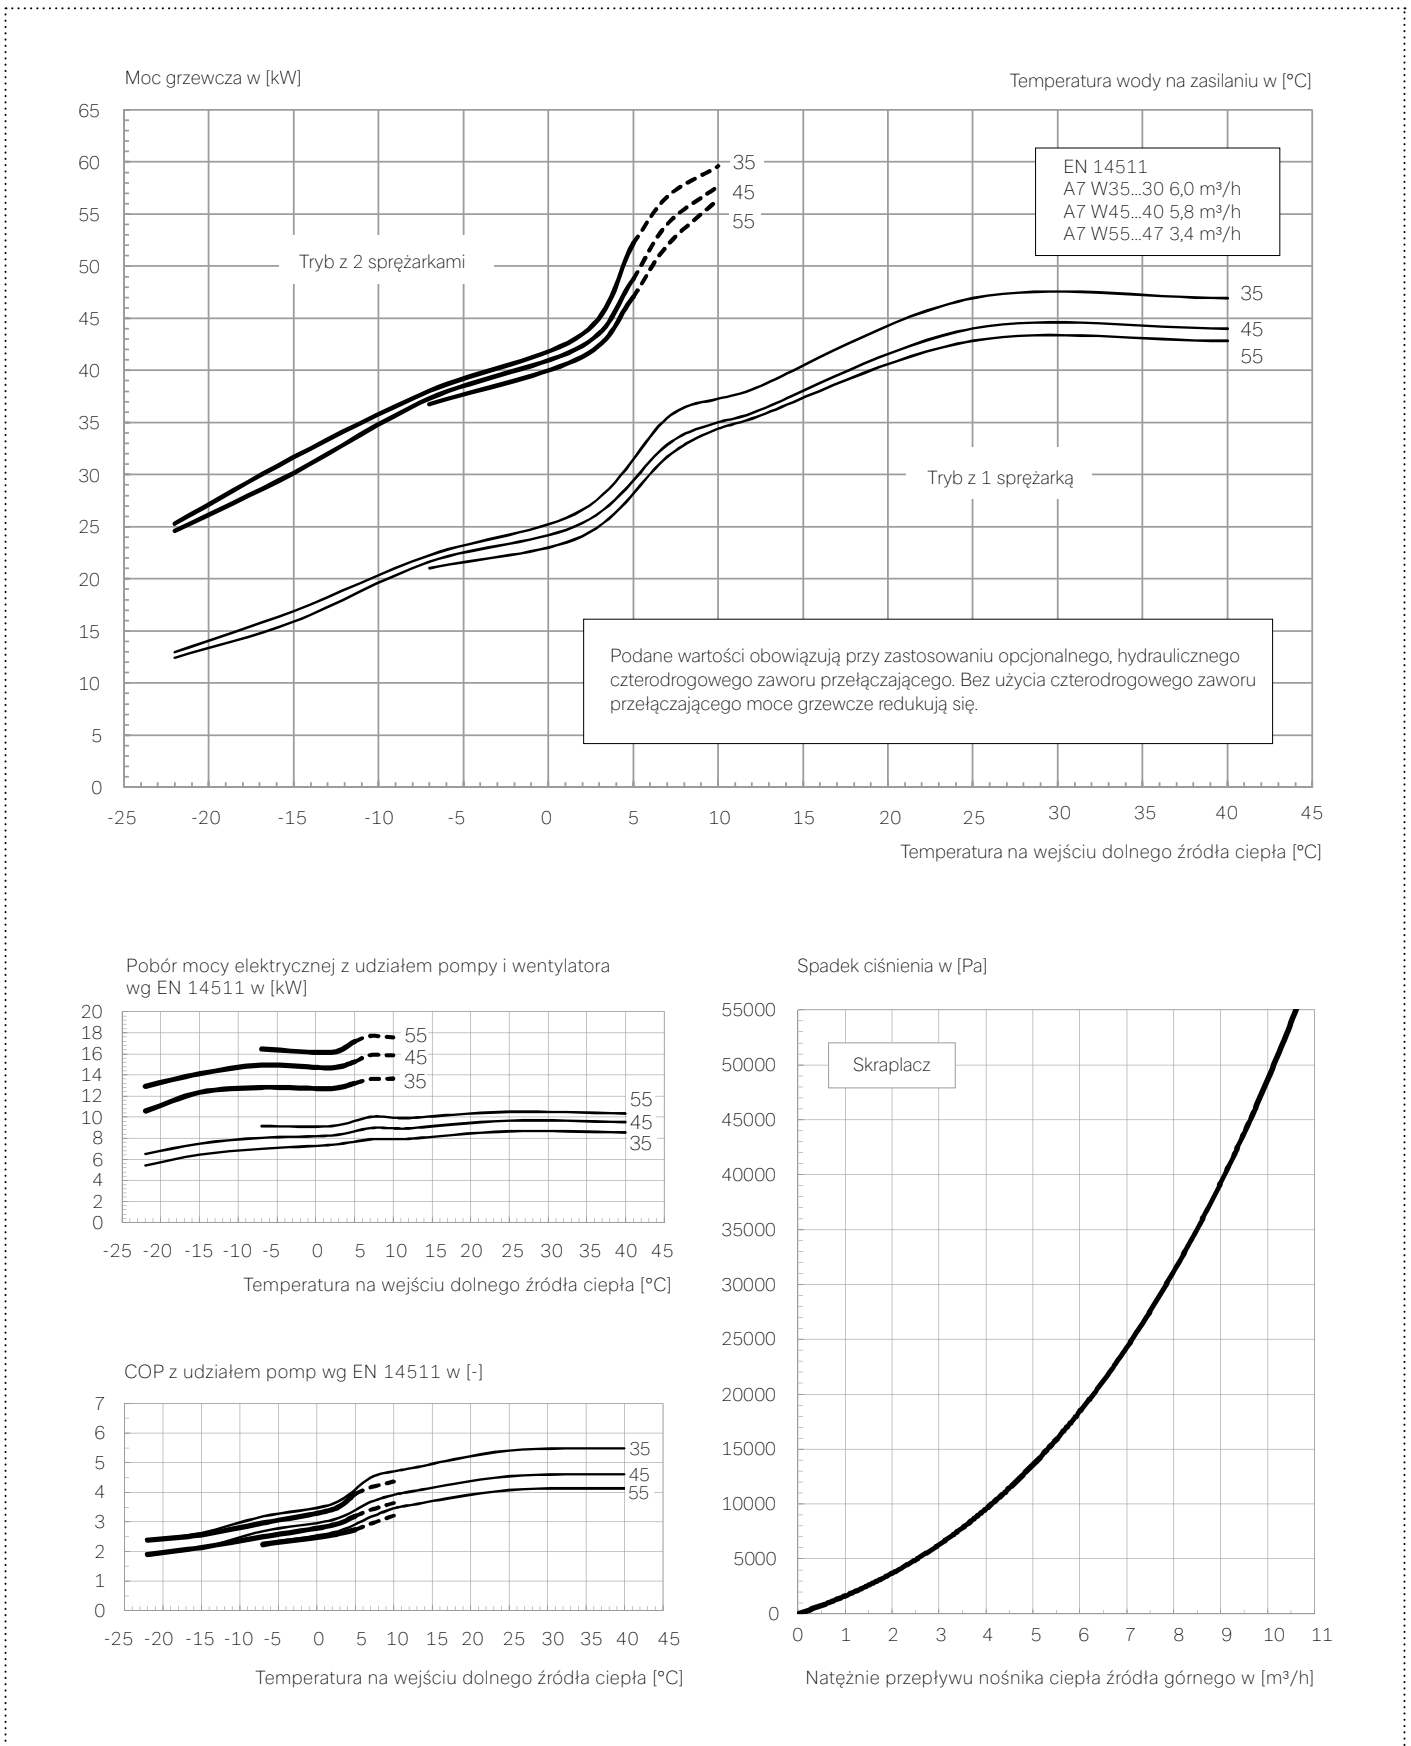 Moc grzewcza w [kW]
Temperatura wody na zasilaniu w [°C]
65
60
55
50
45
40
35
30
25
20
15
10
5
0
35
45
55
EN 14511
A7 W35...30 6,0 m³/h
A7 W45...40 5,8 m³/h
A7 W55...47 3,4 m³/h
Tryb z 2 sprężarkami
35
45
55
Tryb z 1 sprężarką
Podane wartości obowiązują przy zastosowaniu opcjonalnego, hydraulicznego
czterodrogowego zaworu przełączającego. Bez użycia czterodrogowego zaworu
przełączającego moce grzewcze redukują się.
-25 -20 -15 -10 -5 0 5 10 15 20 25 30 35 40 45
Temperatura na wejściu dolnego źródła ciepła [°C]
Pobór mocy elektrycznej z udziałem pompy i wentylatora
wg EN 14511 w [kW]
20
18
16
14
12
10
8
6
4
2
0
55
45
35
55
45
35
-25 -20 -15 -10 -5 0 5 10 15 20 25 30 35 40 45
Temperatura na wejściu dolnego źródła ciepła [°C]
COP z udziałem pomp wg EN 14511 w [-]
7
6
5
4
3
2
1
0
35
45
55
-25 -20 -15 -10 -5 0 5 10 15 20 25 30 35 40 45
Temperatura na wejściu dolnego źródła ciepła [°C]
Spadek ciśnienia w [Pa]
55000
50000
45000
40000
35000
30000
25000
20000
15000
10000
5000
0
Skraplacz
0 1 2 3 4 5 6 7 8 9 10 11
Natężnie przepływu nośnika ciepła źródła górnego w [m³/h]